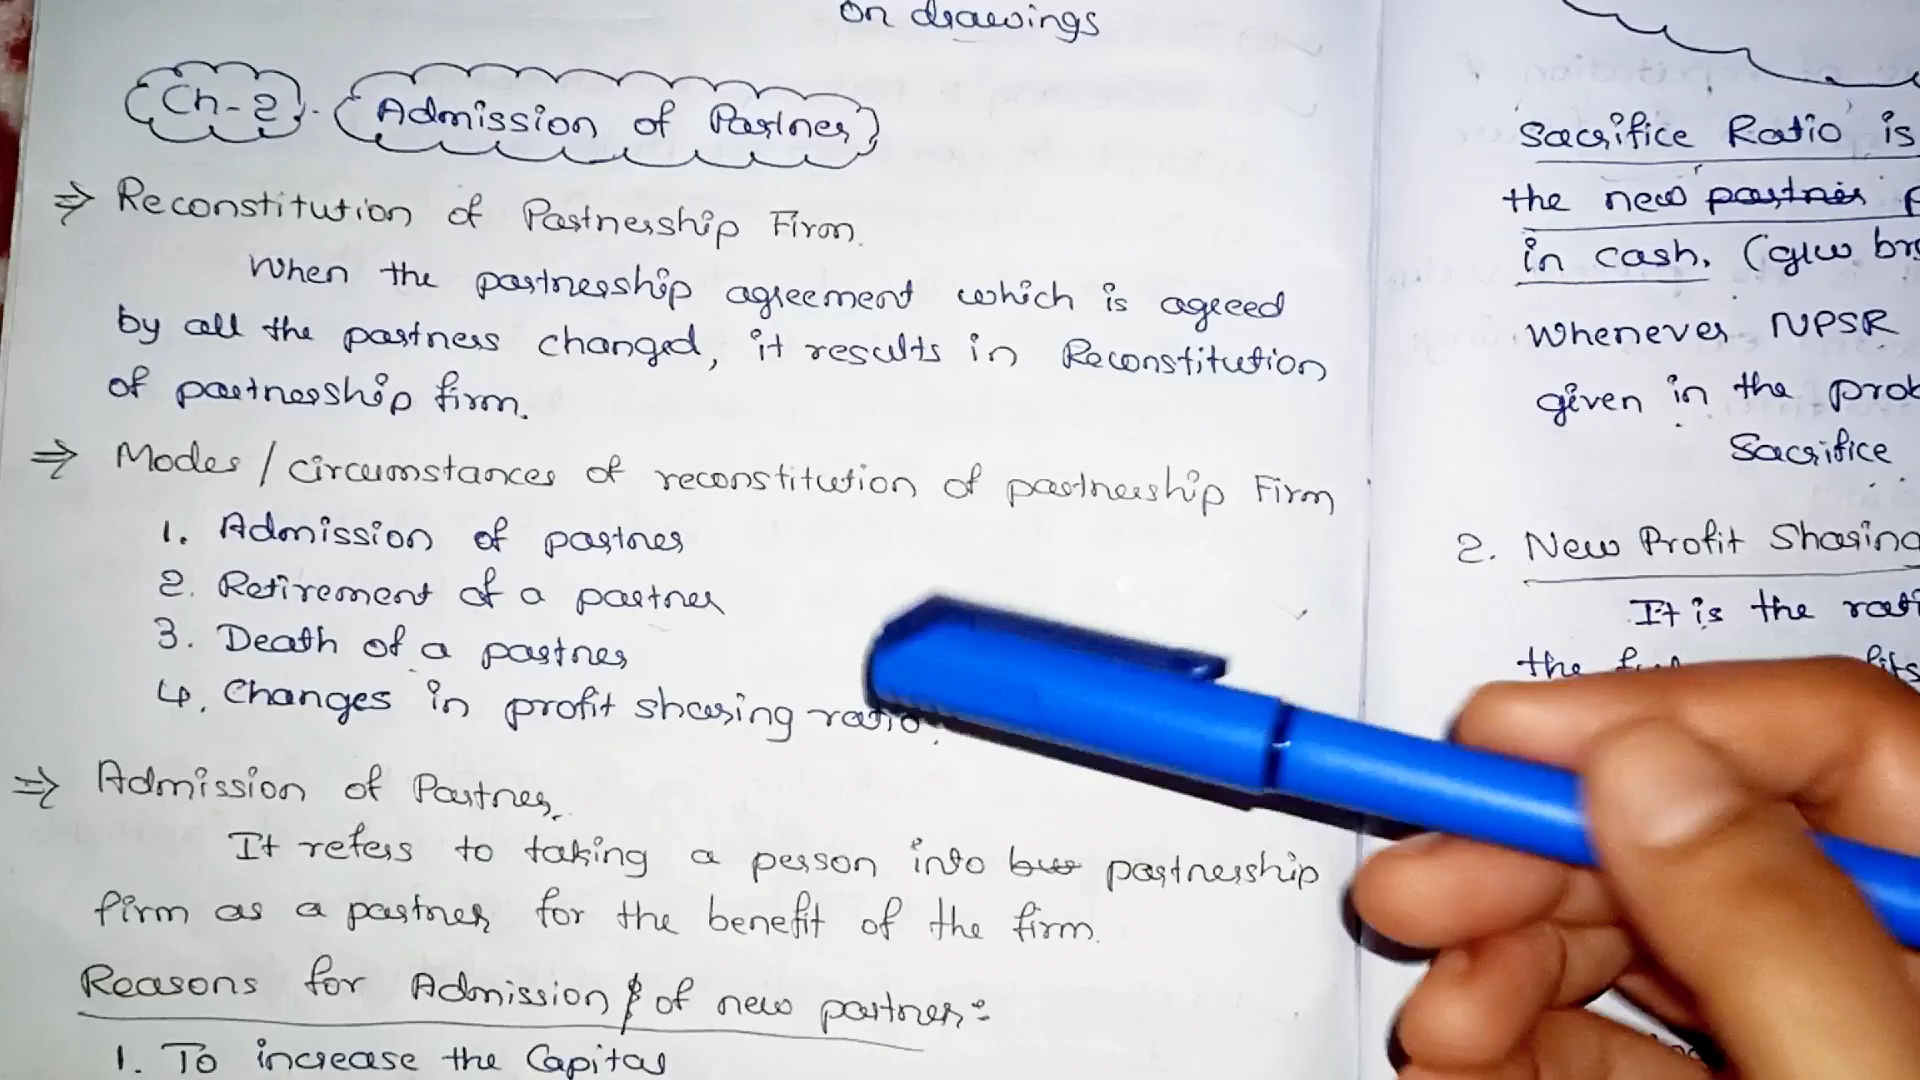 on drawings
Ch-2. Admission of Partner
⇒ Reconstitution of Partnership Firm.
When the partnership agreement which is agreed
by all the partners changed, it results in Reconstitution
of partnership firm.
⇒ Modes/circumstances of reconstitution of partnership Firm
1. Admission of partner
2. Retirement of a partner
3. Death of a partner
4. Changes in profit sharing ratio.
⇒ Admission of Partner.
It refers to taking a person into partnership
firm as a partner for the benefit of the firm.
Reasons for Admission of new partner:
1. To increase the Capital
Sacrifice Ratio is
the new partner
in cash. (g/w
Whenever NPSR
given in the
Sacrifice
2. New Profit Sharing
It is the
the